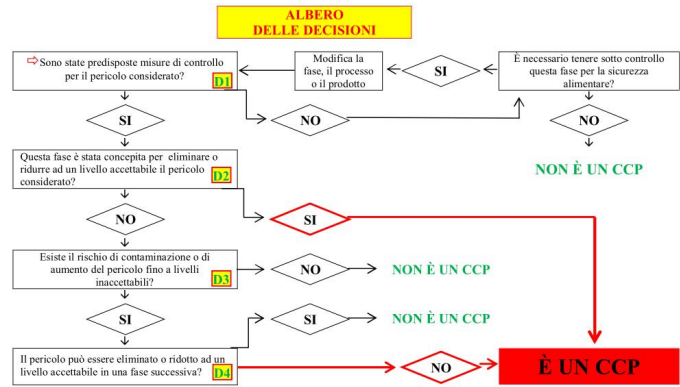 ALBERO
DELLE DECISIONI
Sono state predisposte misure di controllo
per il pericolo considerato?
D1
Modifica la
fase, il processo
o il prodotto
SI
È necessario tenere sotto controllo
questa fase per la sicurezza
alimentare?
SI
NO
NO
NON È UN CCP
Questa fase è stata concepita per eliminare o
ridurre ad un livello accettabile il pericolo
considerato?
D2
NO
SI
Esiste il rischio di contaminazione o di
aumento del pericolo fino a livelli
inaccettabili?
D3
NO
NON È UN CCP
SI
SI
NON È UN CCP
Il pericolo può essere eliminato o ridotto ad un
livello accettabile in una fase successiva?
D4
NO
È UN CCP